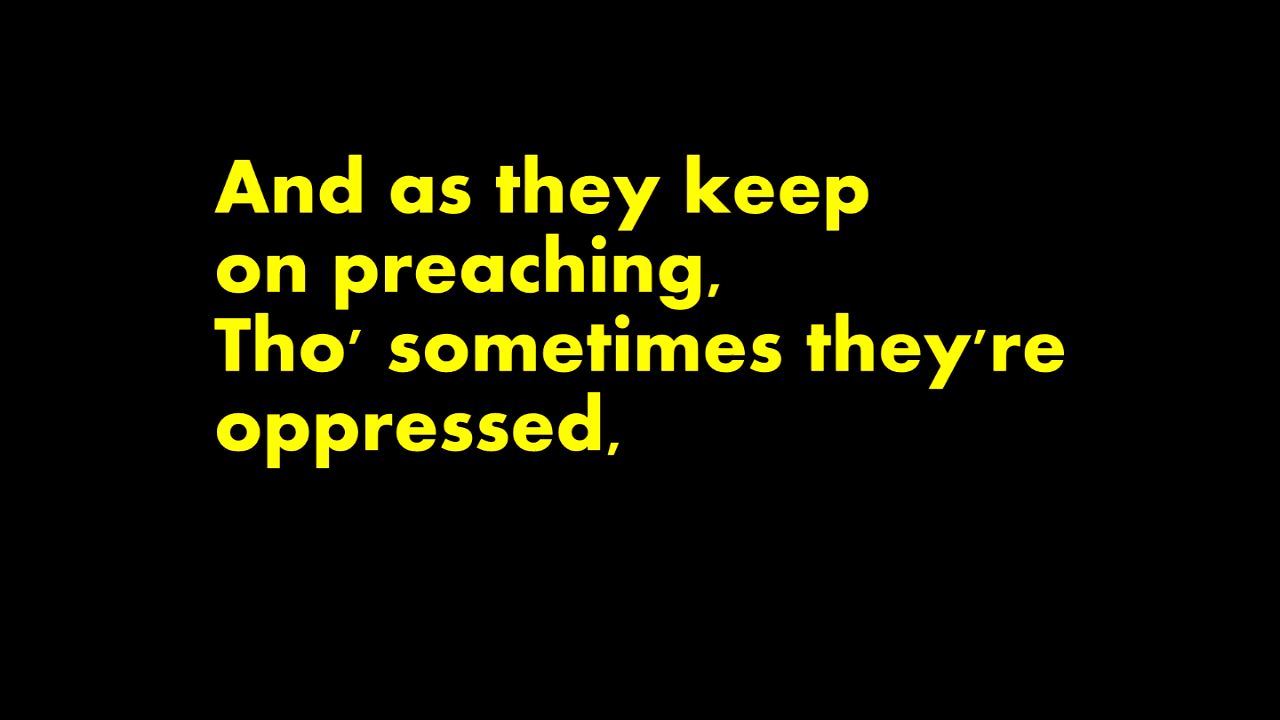 And as they keep
on preaching,
Tho' sometimes they're
oppressed,